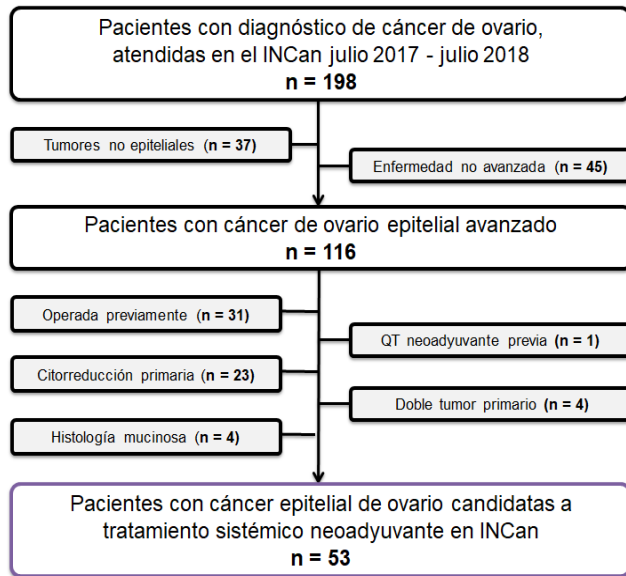 Pacientes con diagnóstico de cáncer de ovario,
atendidas en el INCan julio 2017 - julio 2018
n = 198
Tumores no epiteliales (n = 37)
Enfermedad no avanzada (n = 45)
Pacientes con cáncer de ovario epitelial avanzado
n = 116
Operada previamente (n = 31)
QT neoadyuvante previa (n = 1)
Citorreducción primaria (n = 23)
Doble tumor primario (n = 4)
Histología mucinosa (n = 4)
Pacientes con cáncer epitelial de ovario candidatas a
tratamiento sistémico neoadyuvante en INCan
n = 53